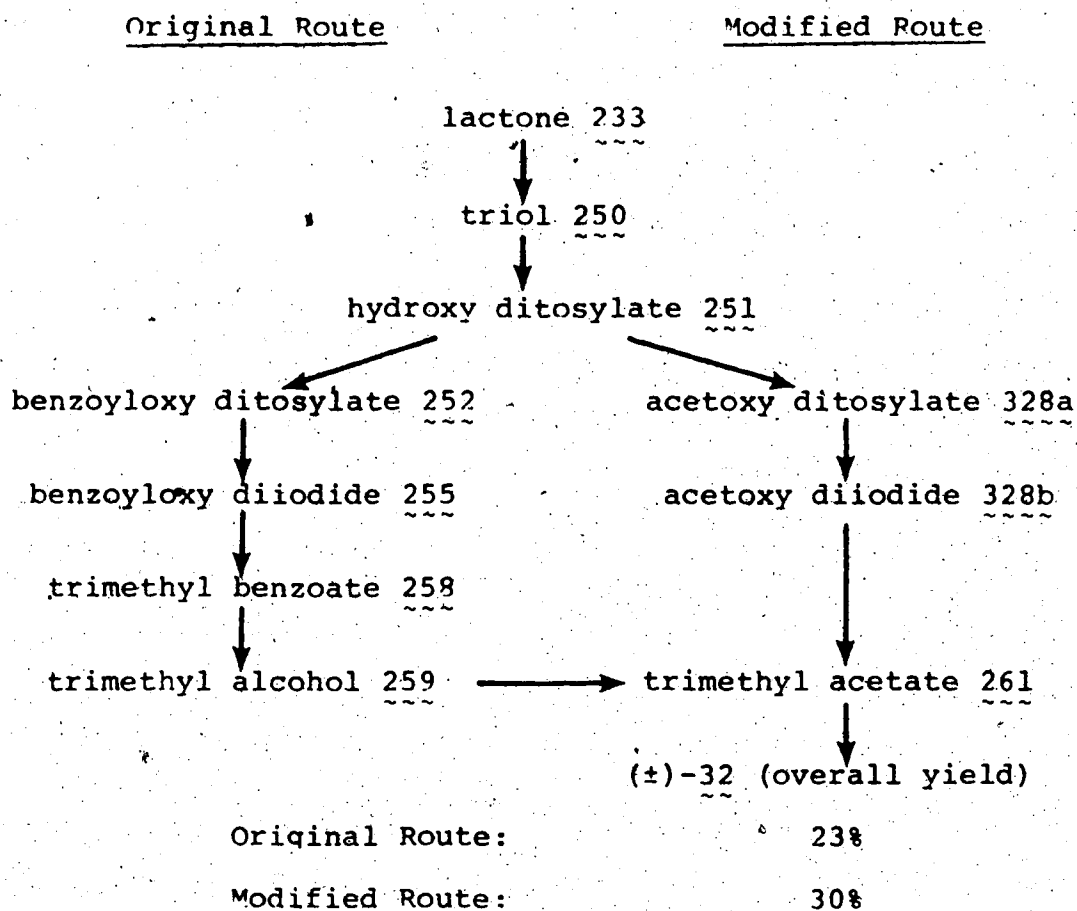 Original Route Modified Route
lactone 233
triol 250
hydroxy ditosylate 251
benzoyloxy ditosylate 252 acetoxy ditosylate 328a
benzoyloxy diiodide 255 acetoxy diiodide 328b
trimethyl benzoate 258
trimethyl alcohol 259 trimethyl acetate 261
(±)-32 (overall yield)
Original Route: 23%
Modified Route: 30%